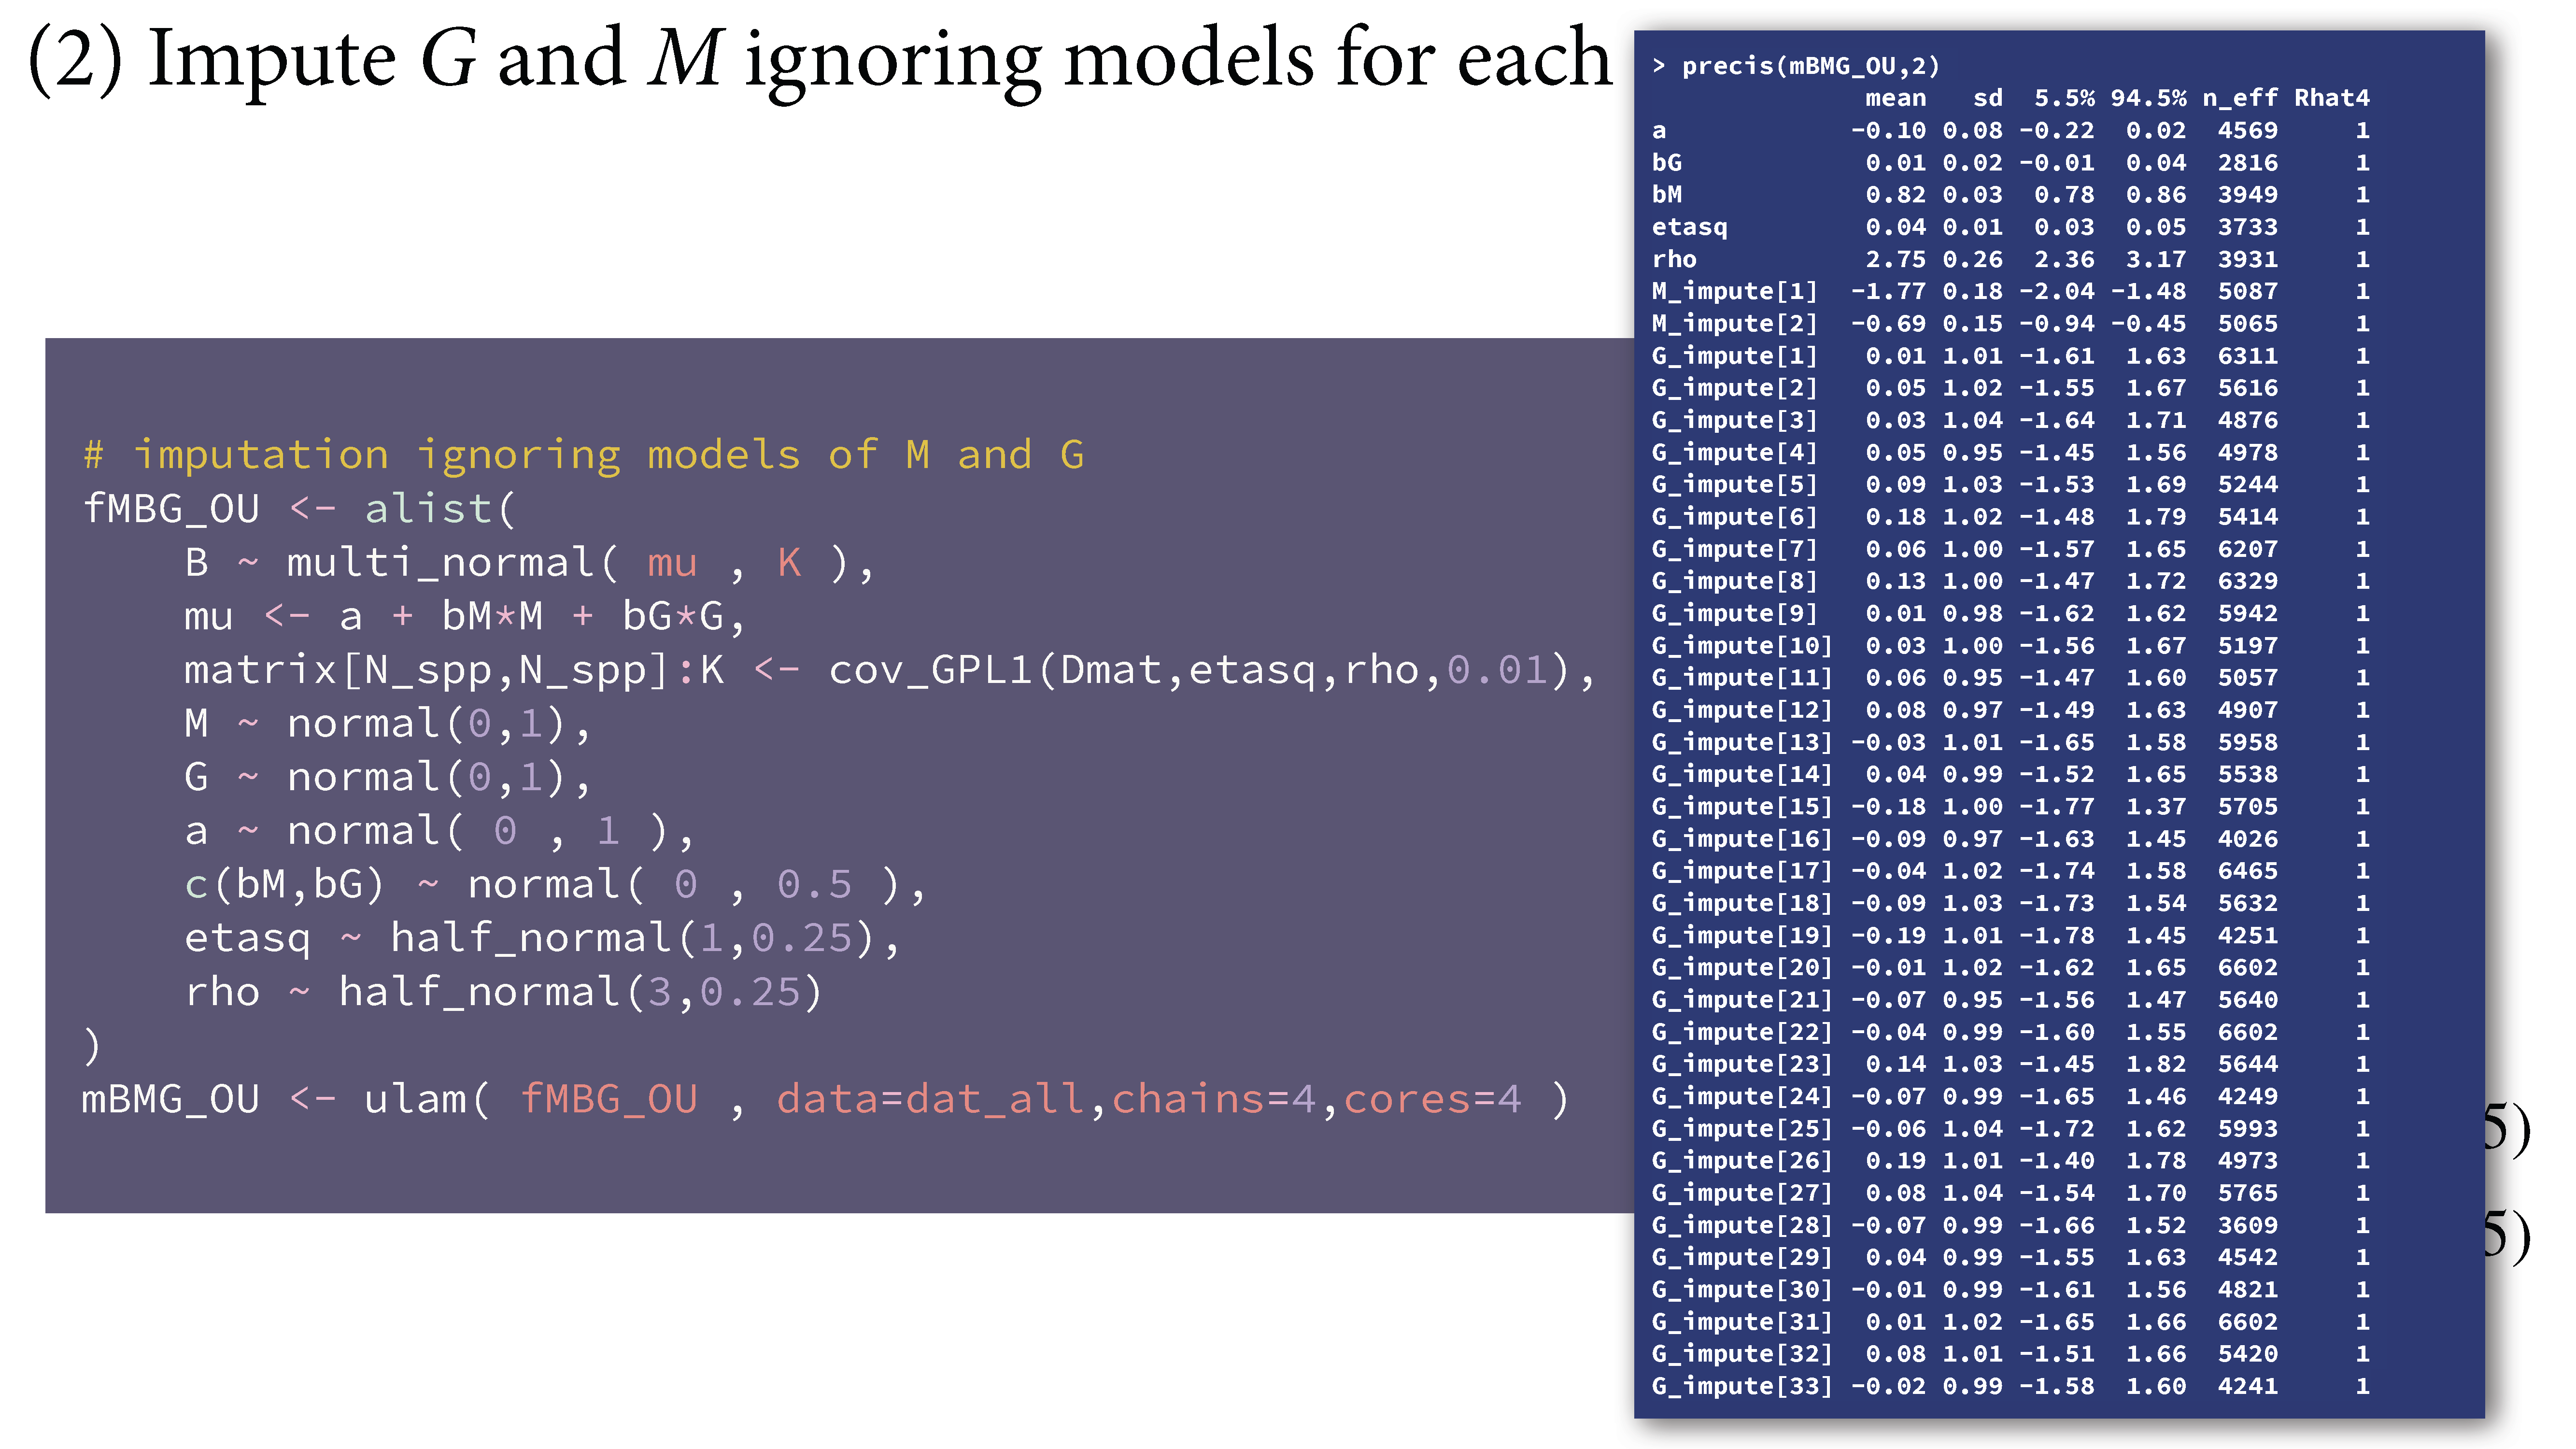 (2) Impute G and M ignoring models for each
# imputation ignoring models of M and G
fMBG_OU <- alist(
    B ~ multi_normal( mu , K ),
    mu <- a + bM*M + bG*G,
    matrix[N_spp,N_spp]:K <- cov_GPL1(Dmat,etasq,rho,0.01),
    M ~ normal(0,1),
    G ~ normal(0,1),
    a ~ normal( 0 , 1 ),
    c(bM,bG) ~ normal( 0 , 0.5 ),
    etasq ~ half_normal(1,0.25),
    rho ~ half_normal(3,0.25)
)
mBMG_OU <- ulam( fMBG_OU , data=dat_all,chains=4,cores=4 )
> precis(mBMG_OU,2)
mean sd 5.5% 94.5% n_eff Rhat4
a -0.10 0.08 -0.22 0.02 4569 1
bG 0.01 0.02 -0.01 0.04 2816 1
bM 0.82 0.03 0.78 0.86 3949 1
etasq 0.04 0.01 0.03 0.05 3733 1
rho 2.75 0.26 2.36 3.17 3931 1
M_impute[1] -1.77 0.18 -2.04 -1.48 5087 1
M_impute[2] -0.69 0.15 -0.94 -0.45 5065 1
G_impute[1] 0.01 1.01 -1.61 1.63 6311 1
G_impute[2] 0.05 1.02 -1.55 1.67 5616 1
G_impute[3] 0.03 1.04 -1.64 1.71 4876 1
G_impute[4] 0.05 0.95 -1.45 1.56 4978 1
G_impute[5] 0.09 1.03 -1.53 1.69 5244 1
G_impute[6] 0.18 1.02 -1.48 1.79 5414 1
G_impute[7] 0.06 1.00 -1.57 1.65 6207 1
G_impute[8] 0.13 1.00 -1.47 1.72 6329 1
G_impute[9] 0.01 0.98 -1.62 1.62 5942 1
G_impute[10] 0.03 1.00 -1.56 1.67 5197 1
G_impute[11] 0.06 0.95 -1.47 1.60 5057 1
G_impute[12] 0.08 0.97 -1.49 1.63 4907 1
G_impute[13] -0.03 1.01 -1.65 1.58 5958 1
G_impute[14] 0.04 0.99 -1.52 1.65 5538 1
G_impute[15] -0.18 1.00 -1.77 1.37 5705 1
G_impute[16] -0.09 0.97 -1.63 1.45 4026 1
G_impute[17] -0.04 1.02 -1.74 1.58 6465 1
G_impute[18] -0.09 1.03 -1.73 1.54 5632 1
G_impute[19] -0.19 1.01 -1.78 1.45 4251 1
G_impute[20] -0.01 1.02 -1.62 1.65 6602 1
G_impute[21] -0.07 0.95 -1.56 1.47 5640 1
G_impute[22] -0.04 0.99 -1.60 1.55 6602 1
G_impute[23] 0.14 1.03 -1.45 1.82 5644 1
G_impute[24] -0.07 0.99 -1.65 1.46 4249 1
G_impute[25] -0.06 1.04 -1.72 1.62 5993 1
G_impute[26] 0.19 1.01 -1.40 1.78 4973 1
G_impute[27] 0.08 1.04 -1.54 1.70 5765 1
G_impute[28] -0.07 0.99 -1.66 1.52 3609 1
G_impute[29] 0.04 0.99 -1.55 1.63 4542 1
G_impute[30] -0.01 0.99 -1.61 1.56 4821 1
G_impute[31] 0.01 1.02 -1.65 1.66 6602 1
G_impute[32] 0.08 1.01 -1.51 1.66 5420 1
G_impute[33] -0.02 0.99 -1.58 1.60 4241 1
5)
5)